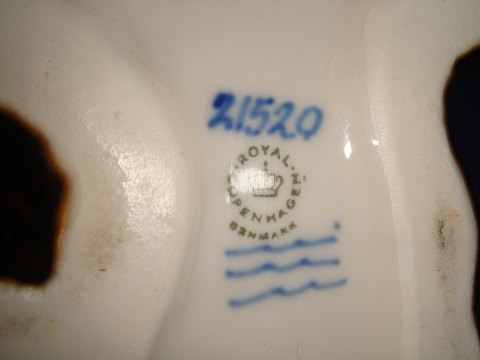 21520
ROYAL
COPENHAGEN
DENMARK